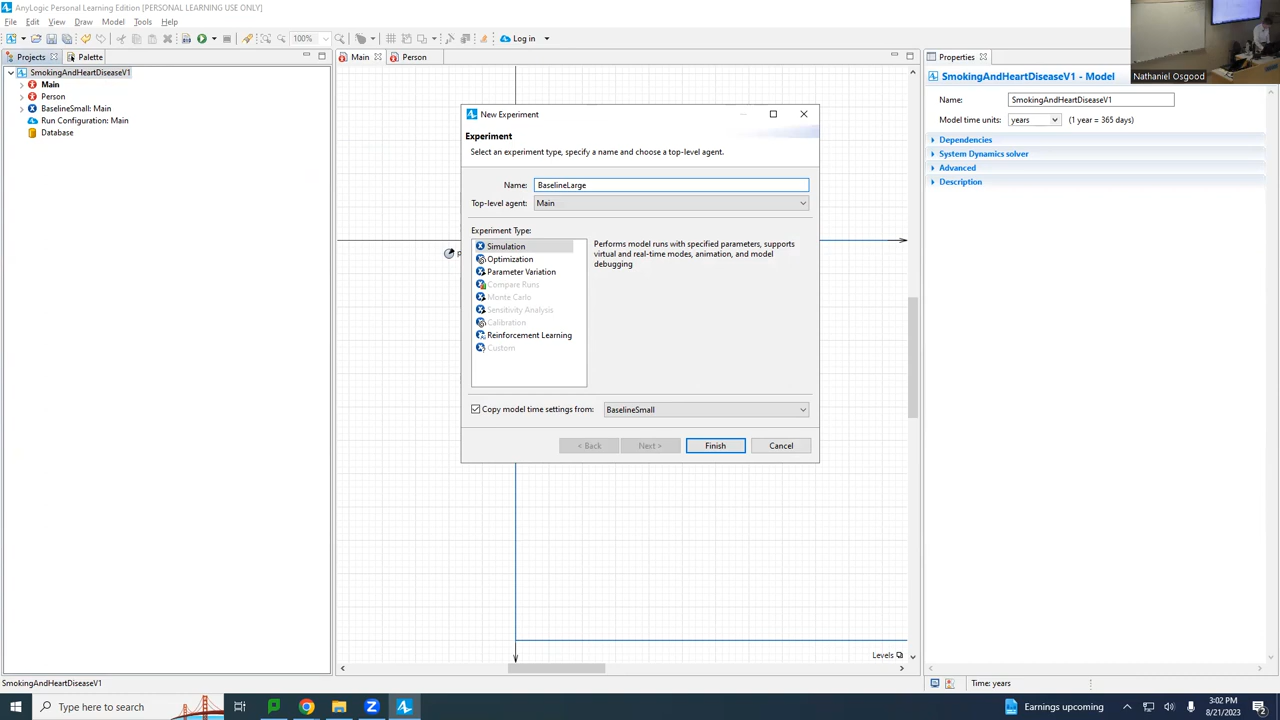 AnyLogic Personal Learning Edition [PERSONAL LEARNING USE ONLY]
File Edit View Draw Model Tools Help
100% Log in
Projects Palette
Main Person
Properties
SmokingAndHeartDiseaseV1
Main
Person
BaselineSmall: Main
Run Configuration: Main
Database
New Experiment
Experiment
Select an experiment type, specify a name and choose a top-level agent.
Name: BaselineLarge
Top-level agent: Main
Experiment Type:
Simulation
Optimization
Parameter Variation
Compare Runs
Monte Carlo
Sensitivity Analysis
Calibration
Reinforcement Learning
Custom
Performs model runs with specified parameters, supports
virtual and real-time modes, animation, and model
debugging
Copy model time settings from: BaselineSmall
< Back Next > Finish Cancel
Levels
SmokingAndHeartDiseaseV1 - Model
Name: SmokingAndHeartDiseaseV1
Model time units: years (1 year = 365 days)
Dependencies
System Dynamics solver
Advanced
Description
Nathaniel Osgood
SmokingAndHeartDiseaseV1
Time: years
Type here to search
Earnings upcoming
3:02 PM
8/21/2023